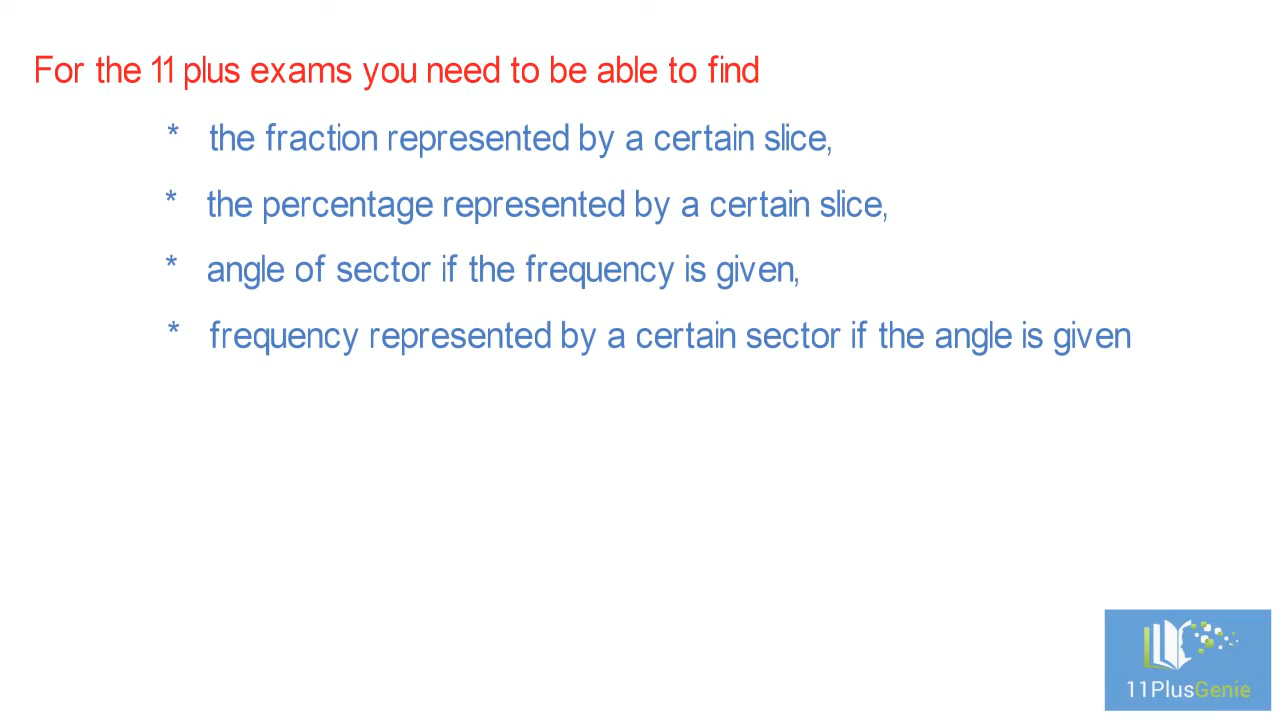 For the 11 plus exams you need to be able to find
* the fraction represented by a certain slice,
* the percentage represented by a certain slice,
* angle of sector if the frequency is given,
* frequency represented by a certain sector if the angle is given
11PlusGenie